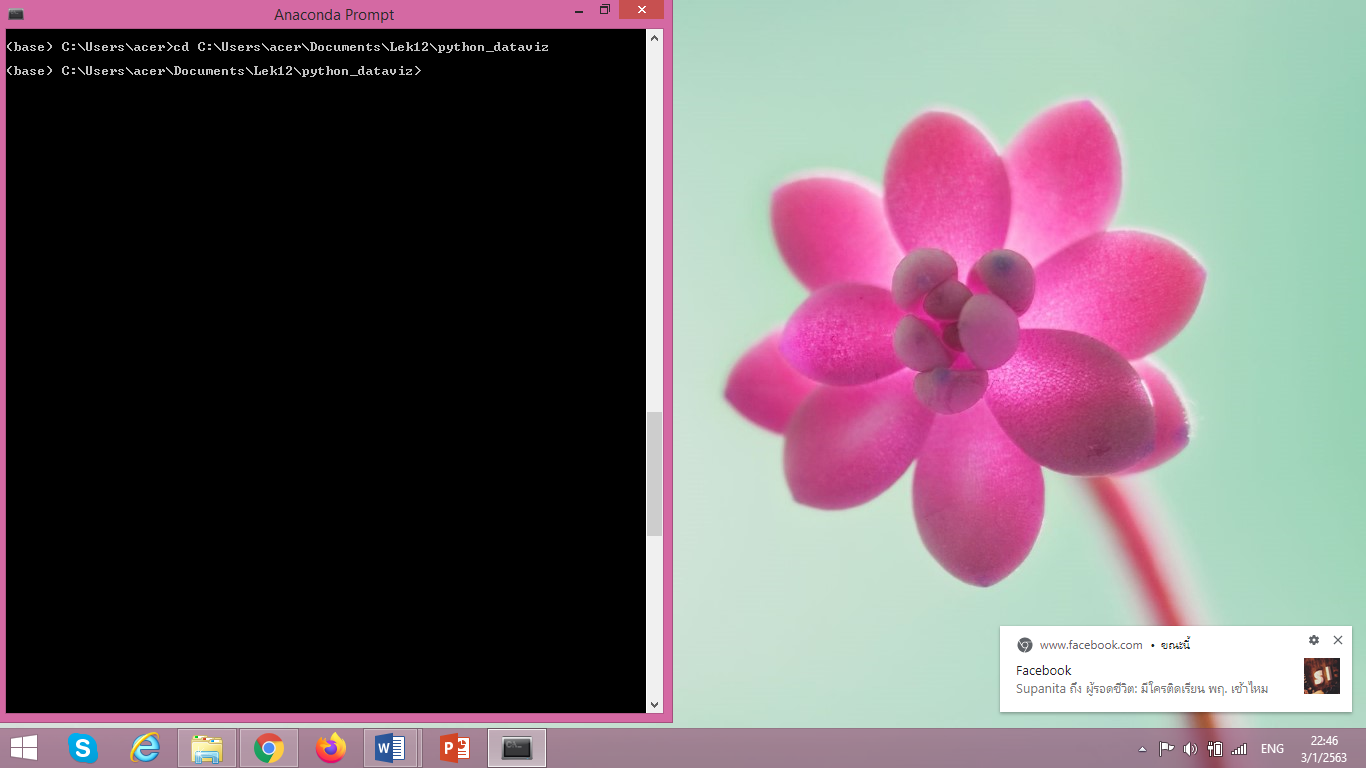 Anaconda Prompt
(base) C:\Users\acer>cd C:\Users\acer\Documents\Lek12\python_dataviz
(base) C:\Users\acer\Documents\Lek12\python_dataviz>
www.facebook.com • ขณะนี้
Facebook
Supanita ถึง ผู้รอดชีวิต: มีใครติดเรียน พฤ. เช้าไหม
sl
ENG
22:46
3/1/2563